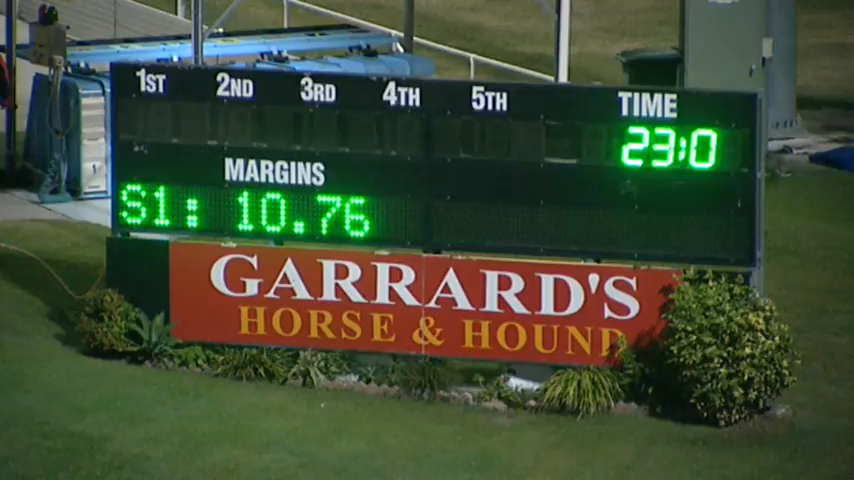 1ST 2ND 3RD 4TH 5TH TIME
23:0
MARGINS
S1: 10.76
GARRARD'S
HORSE & HOUND